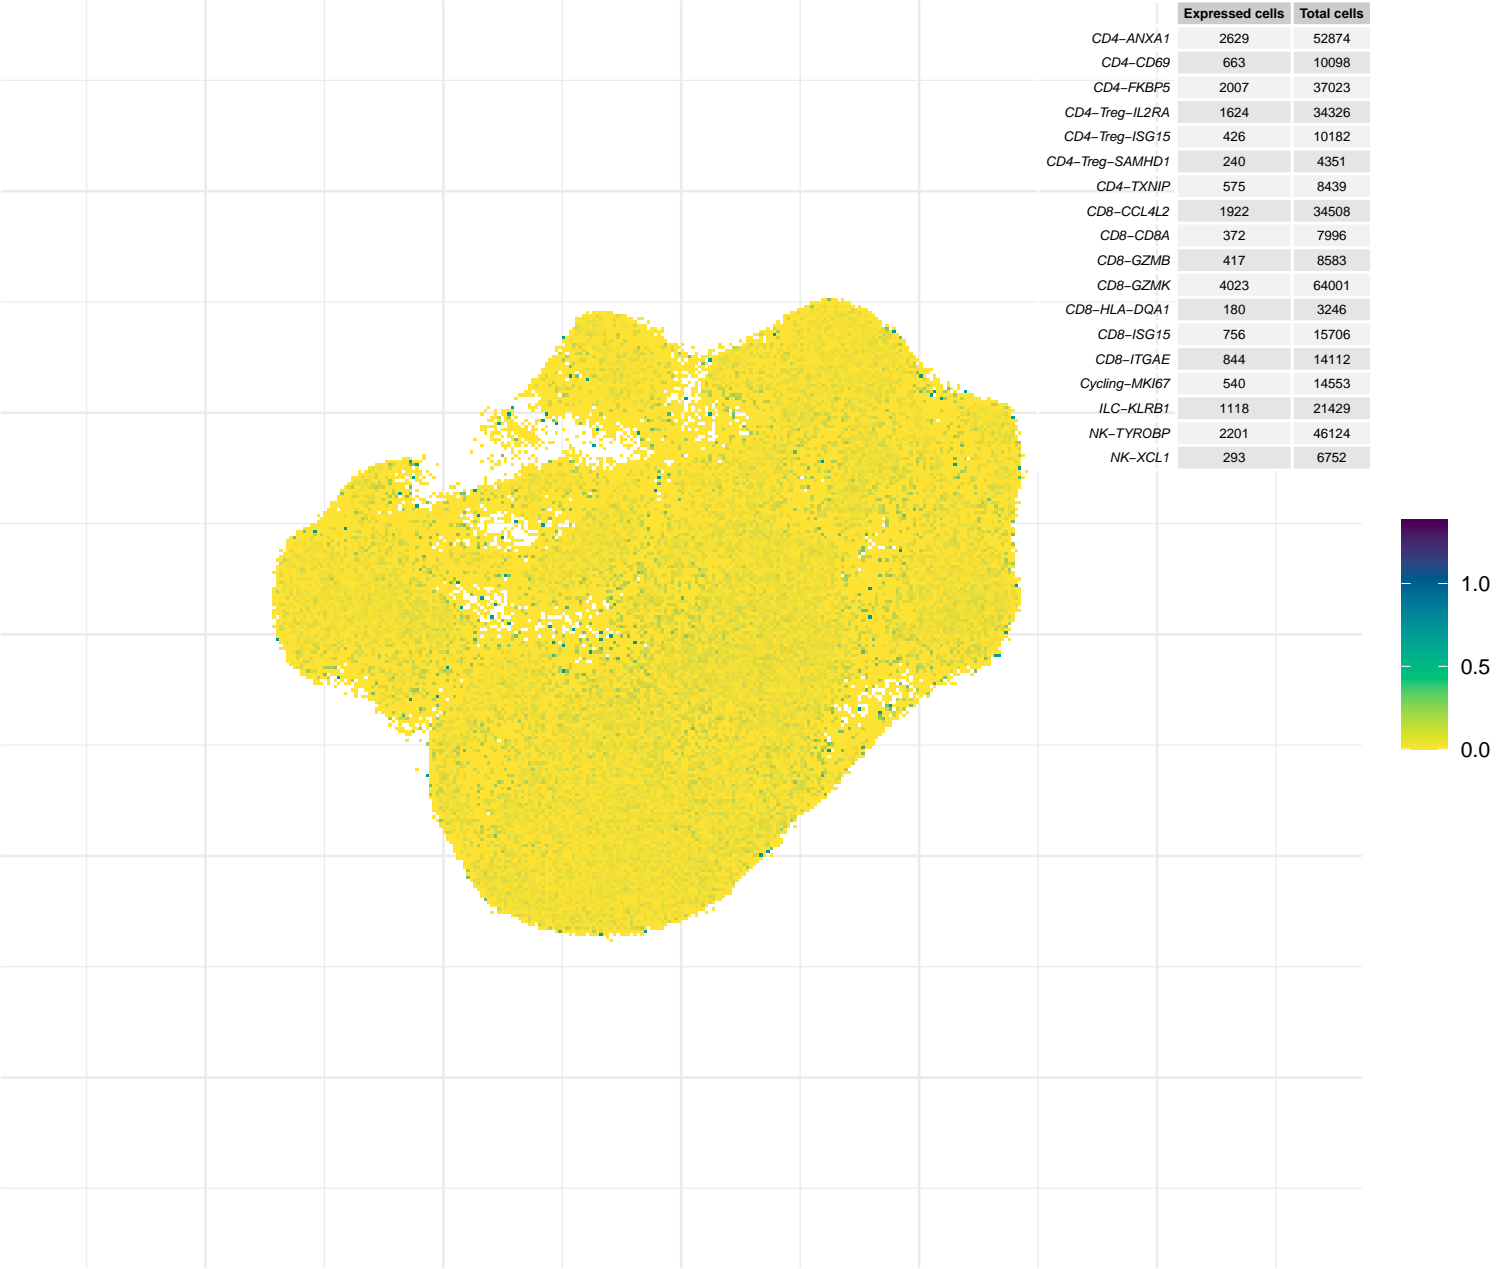 Expressed cells Total cells
CD4−ANXA1 2629 52874
CD4−CD69 663 10098
CD4−FKBP5 2007 37023
CD4−Treg−IL2RA 1624 34326
CD4−Treg−ISG15 426 10182
CD4−Treg−SAMHD1 240 4351
CD4−TXNIP 575 8439
CD8−CCL4L2 1922 34508
CD8−CD8A 372 7996
CD8−GZMB 417 8583
CD8−GZMK 4023 64001
CD8−HLA−DQA1 180 3246
CD8−ISG15 756 15706
CD8−ITGAE 844 14112
Cycling−MKI67 540 14553
ILC−KLRB1 1118 21429
NK−TYROBP 2201 46124
NK−XCL1 293 6752
1.0
0.5
0.0